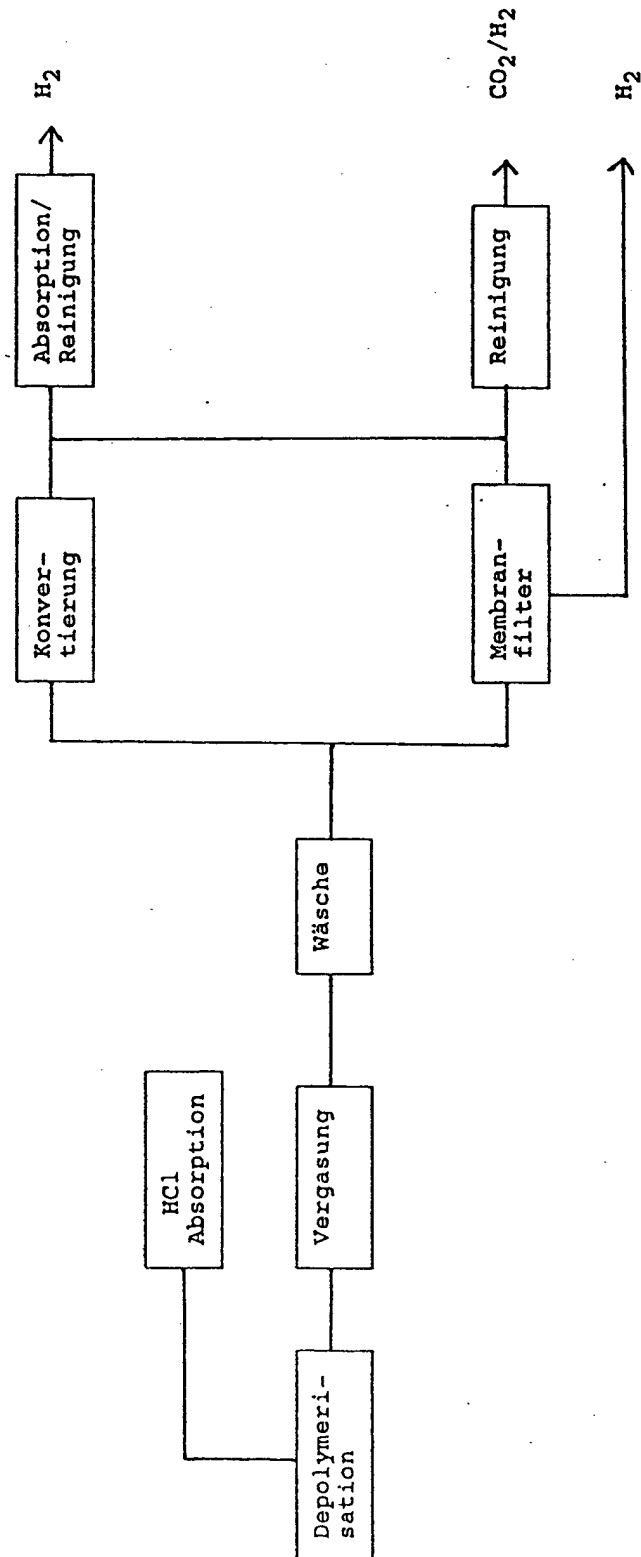 Depolymeri-
sation
HCl
Absorption
Vergasung
Wäsche
Konver-
tierung
Absorption/
Reinigung
H2
Membran-
filter
Reinigung
CO2/H2
H2